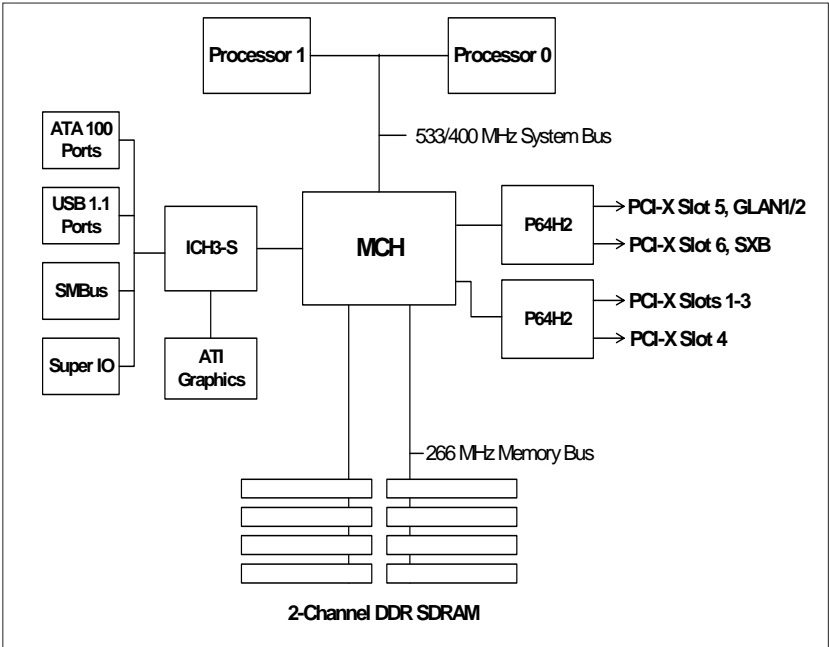 Processor 1
Processor 0
533/400 MHz System Bus
ATA 100
Ports
USB 1.1
Ports
SMBus
Super IO
ICH3-S
ATI
Graphics
MCH
P64H2
PCI-X Slot 5, GLAN1/2
PCI-X Slot 6, SXB
P64H2
PCI-X Slots 1-3
PCI-X Slot 4
266 MHz Memory Bus
2-Channel DDR SDRAM